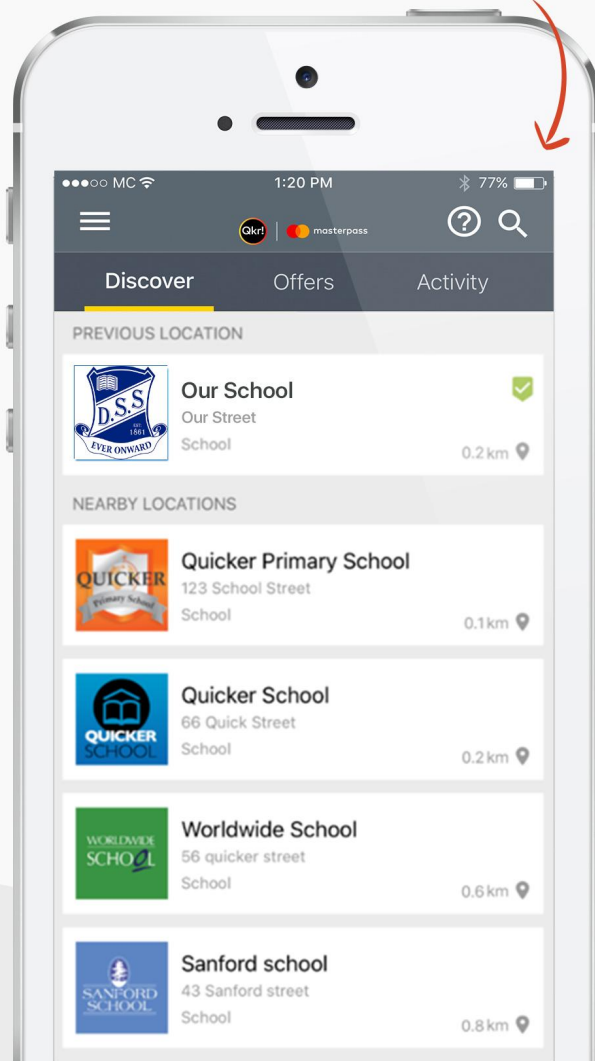 MC
1:20 PM
77%
Qkr! masterpass
Discover Offers Activity
PREVIOUS LOCATION
D.S.S
EST.
1861
EVER ONWARD
Our School
Our Street
School
0.2 km
NEARBY LOCATIONS
QUICKER
Primary School
Quicker Primary School
123 School Street
School
0.1 km
QUICKER
SCHOOL
Quicker School
66 Quick Street
School
0.2 km
WORLDWIDE
SCHOOL
Worldwide School
56 quicker street
School
0.6 km
SANFORD
SCHOOL
Sanford school
43 Sanford street
School
0.8 km